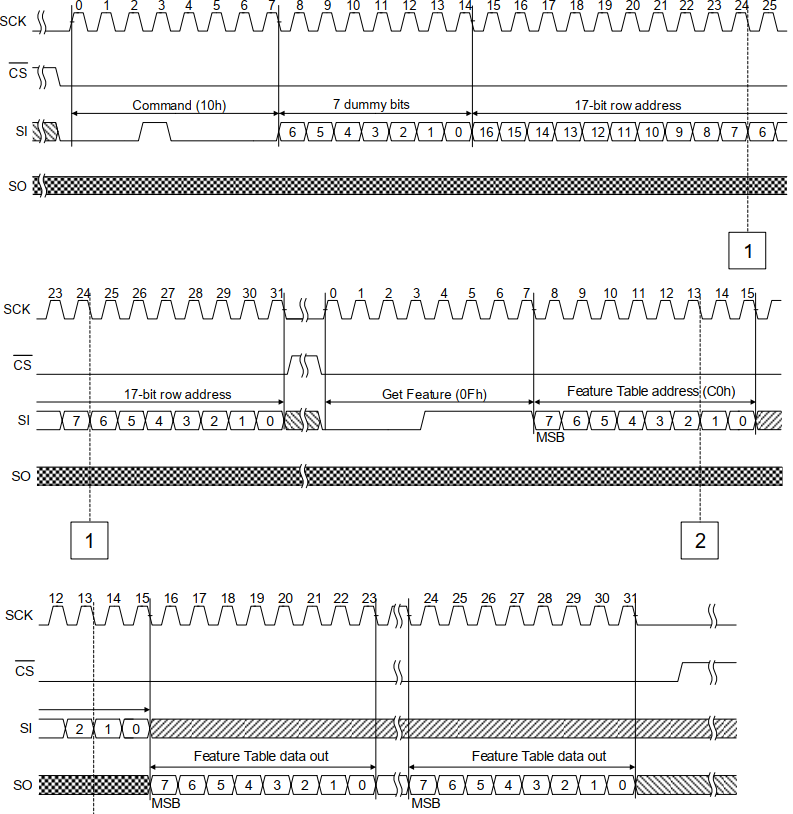 0 1 2 3 4 5 6 7 8 9 10 11 12 13 14 15 16 17 18 19 20 21 22 23 24 25
SCK
CS
Command (10h) 7 dummy bits 17-bit row address
SI 6 5 4 3 2 1 0 16 15 14 13 12 11 10 9 8 7 6
SO
1
23 24 25 26 27 28 29 30 31 0 1 2 3 4 5 6 7 8 9 10 11 12 13 14 15
SCK
CS
17-bit row address Get Feature (0Fh) Feature Table address (C0h)
SI 7 6 5 4 3 2 1 0 7 6 5 4 3 2 1 0
MSB
SO
1 2
12 13 14 15 16 17 18 19 20 21 22 23 24 25 26 27 28 29 30 31
SCK
CS
SI 2 1 0
Feature Table data out Feature Table data out
SO 7 6 5 4 3 2 1 0 7 6 5 4 3 2 1 0
MSB MSB